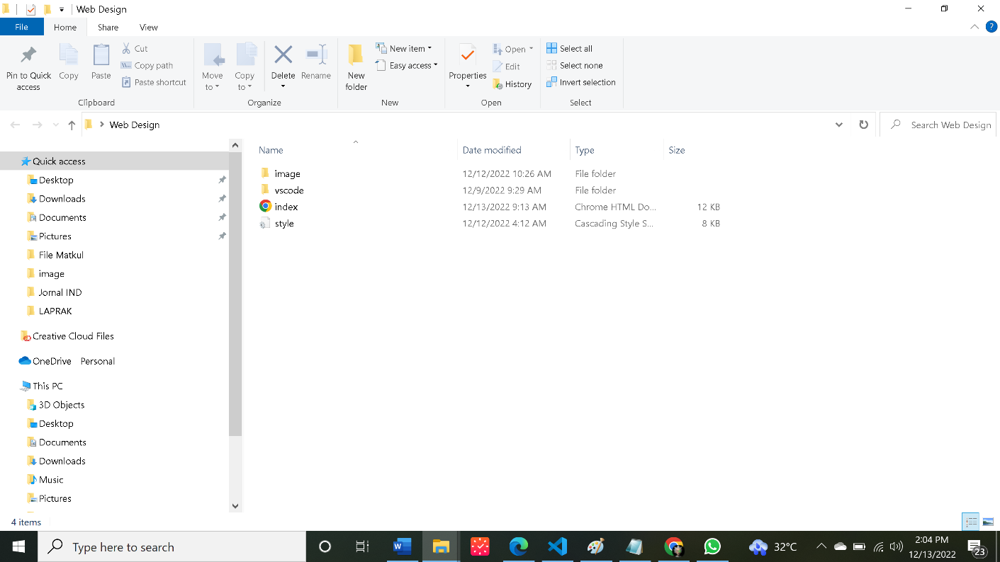 Web Design
File Home Share View
Pin to Quick access
Copy
Paste
Cut
Copy path
Paste shortcut
Clipboard
Move to
Copy to
Delete
Rename
Organize
New folder
New item
Easy access
New
Properties
Open
Edit
History
Open
Select all
Select none
Invert selection
Select
Web Design
Search Web Design
Name Date modified Type Size
image 12/12/2022 10:26 AM File folder
vscode 12/9/2022 9:29 AM File folder
index 12/13/2022 9:13 AM Chrome HTML Do... 12 KB
style 12/12/2022 4:12 AM Cascading Style S... 8 KB
Quick access
Desktop
Downloads
Documents
Pictures
File Matkul
image
Jornal IND
LAPRAK
Creative Cloud Files
OneDrive Personal
This PC
3D Objects
Desktop
Documents
Downloads
Music
Pictures
4 items
Type here to search
32°C
2:04 PM
12/13/2022
23